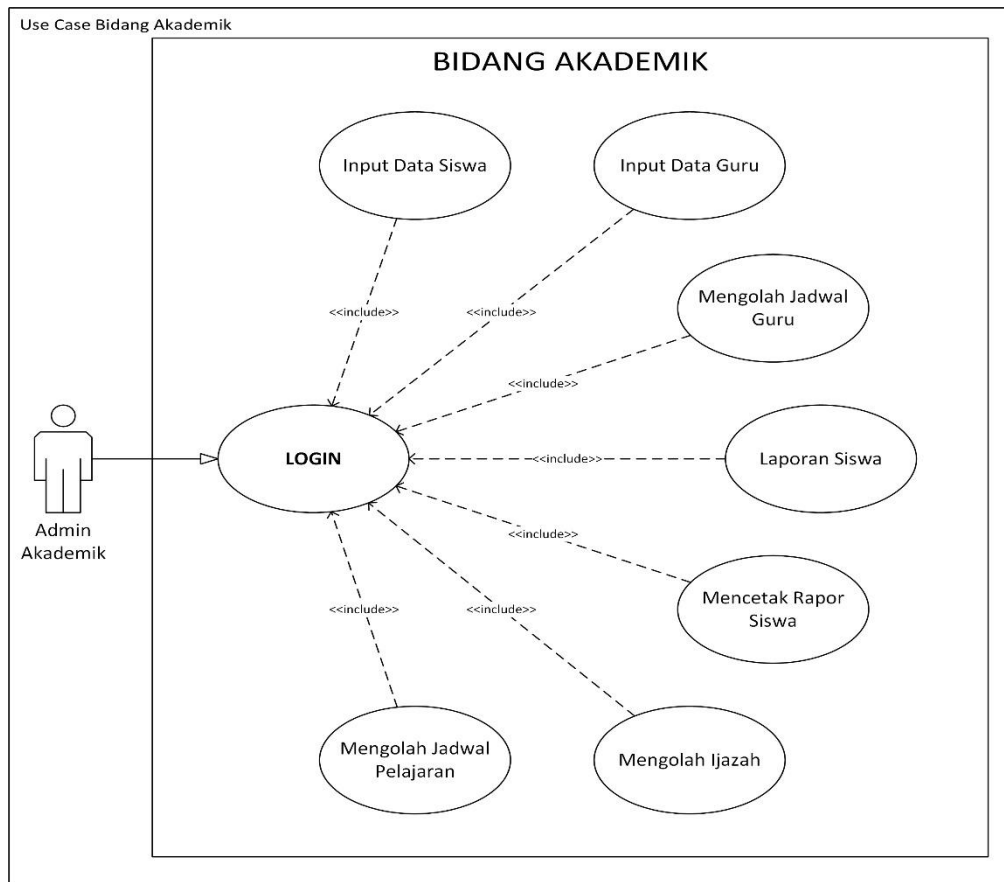 Use Case Bidang Akademik
BIDANG AKADEMIK
Input Data Siswa
Input Data Guru
Mengolah Jadwal
Guru
<<include>>
<<include>>
<<include>>
LOGIN
<<include>>
Laporan Siswa
Admin
Akademik
<<include>>
Mencetak Rapor
Siswa
<<include>>
<<include>>
Mengolah Jadwal
Pelajaran
Mengolah Ijazah